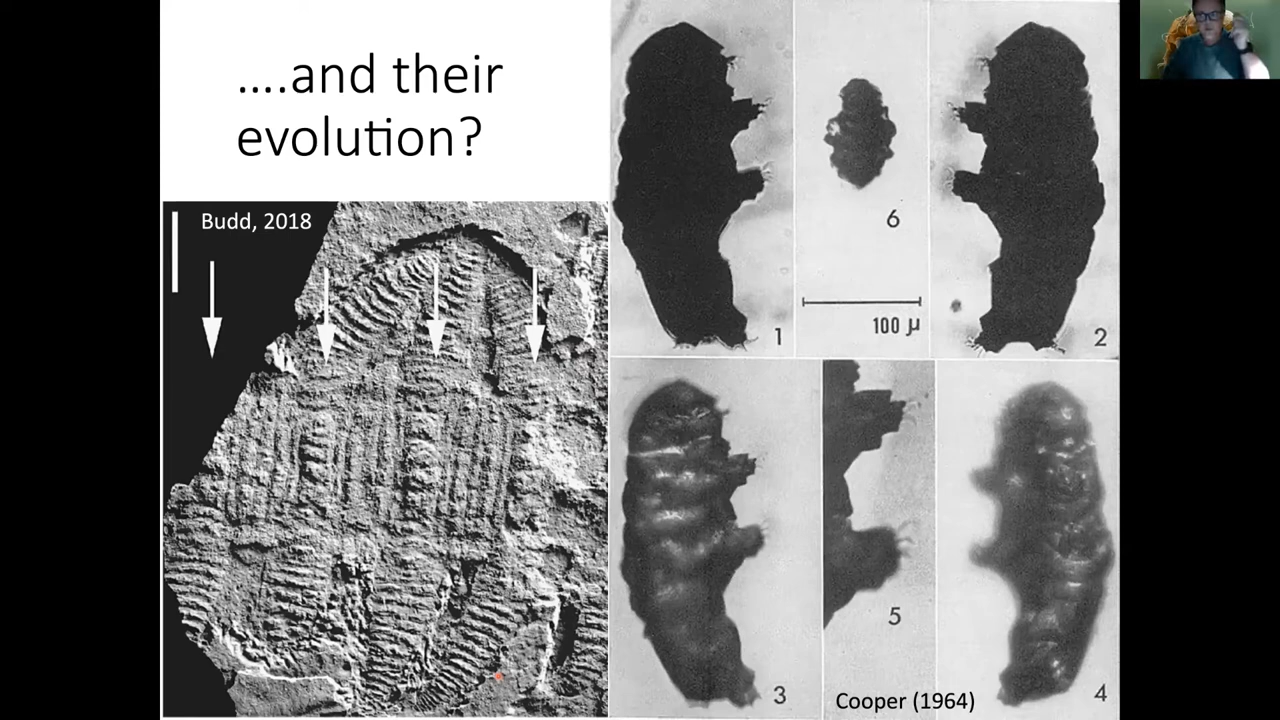 ....and their
evolution?
Budd, 2018
1
6
100 μ
2
3
5
Cooper (1964)
4